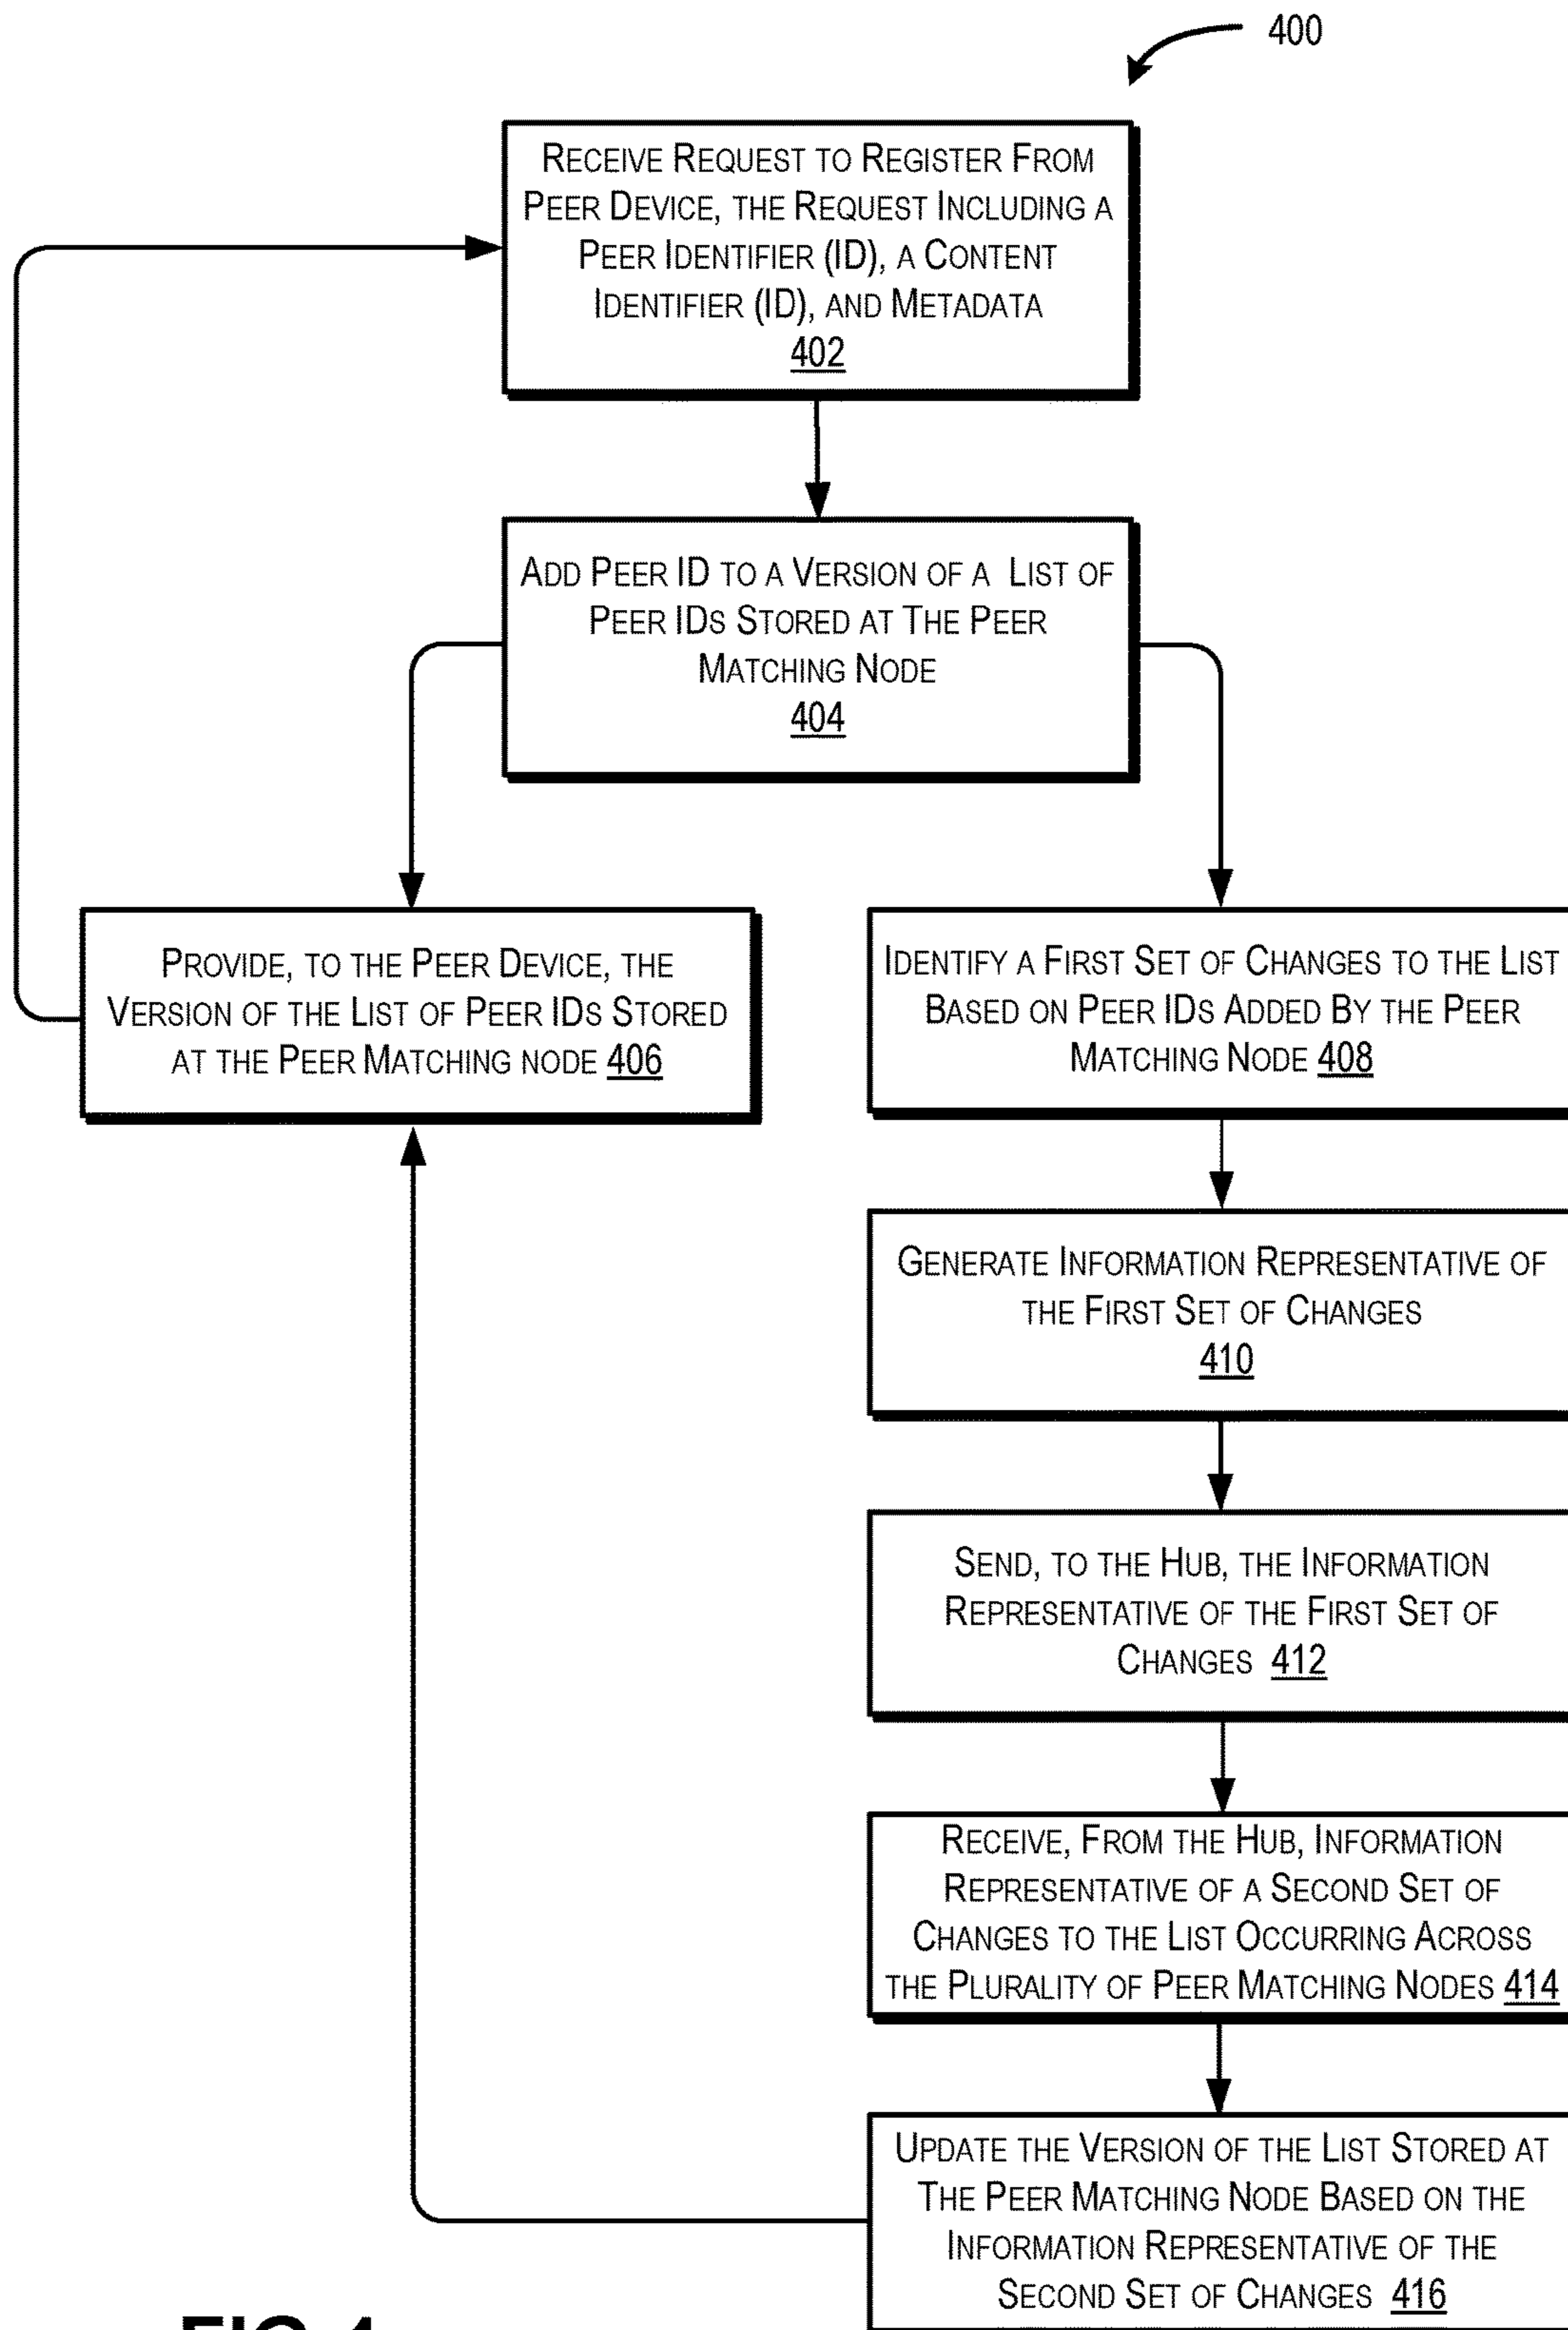 400
RECEIVE REQUEST TO REGISTER FROM
PEER DEVICE, THE REQUEST INCLUDING A
PEER IDENTIFIER (ID), A CONTENT
IDENTIFIER (ID), AND METADATA
402
ADD PEER ID TO A VERSION OF A LIST OF
PEER IDS STORED AT THE PEER
MATCHING NODE
404
PROVIDE, TO THE PEER DEVICE, THE
VERSION OF THE LIST OF PEER IDS STORED
AT THE PEER MATCHING NODE 406
IDENTIFY A FIRST SET OF CHANGES TO THE LIST
BASED ON PEER IDS ADDED BY THE PEER
MATCHING NODE 408
GENERATE INFORMATION REPRESENTATIVE OF
THE FIRST SET OF CHANGES
410
SEND, TO THE HUB, THE INFORMATION
REPRESENTATIVE OF THE FIRST SET OF
CHANGES 412
RECEIVE, FROM THE HUB, INFORMATION
REPRESENTATIVE OF A SECOND SET OF
CHANGES TO THE LIST OCCURRING ACROSS
THE PLURALITY OF PEER MATCHING NODES 414
UPDATE THE VERSION OF THE LIST STORED AT
THE PEER MATCHING NODE BASED ON THE
INFORMATION REPRESENTATIVE OF THE
SECOND SET OF CHANGES 416